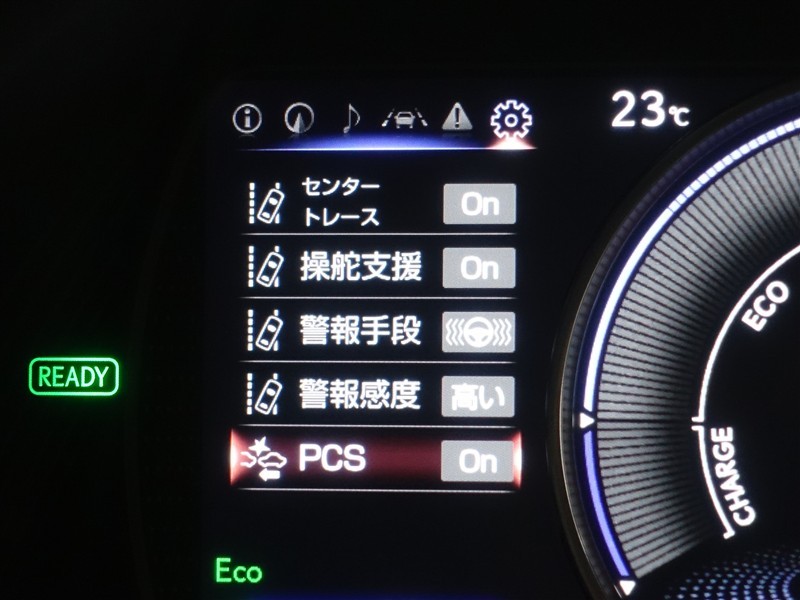 23℃
センター
トレース
On
操舵支援 On
警報手段
警報感度 高い
PCS On
READY
Eco
ECO
CHARGE